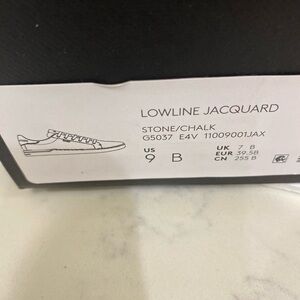 LOWLINE JACQUARD
STONE/CHALK
G5037 E4V 11009001JAX
US
9 B
UK 7 B
EUR 39.5B
CN 255 B